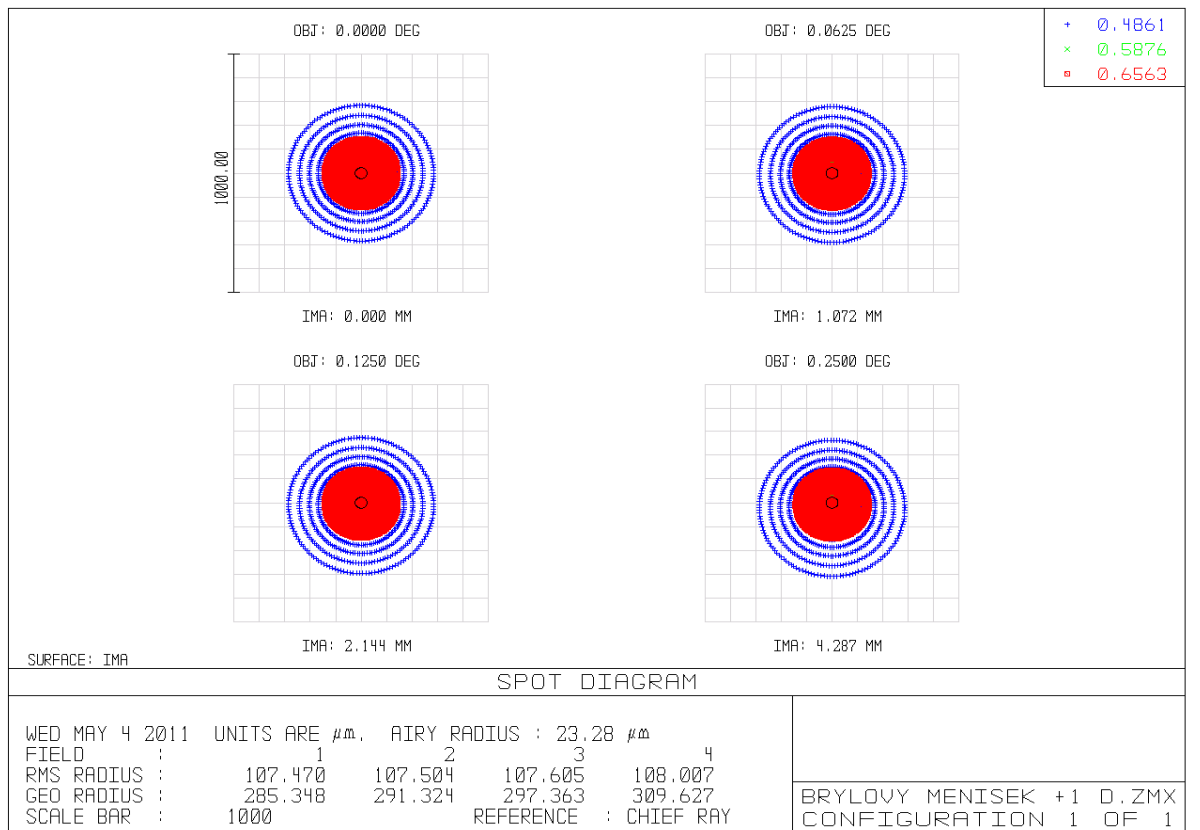 OBJ: 0.0000 DEG
OBJ: 0.0625 DEG
+ 0.4861
× 0.5876
0.6563
1000.00
IMA: 0.000 MM
IMA: 1.072 MM
OBJ: 0.1250 DEG
OBJ: 0.2500 DEG
IMA: 2.144 MM
IMA: 4.287 MM
SURFACE: IMA
SPOT DIAGRAM
WED MAY 4 2011 UNITS ARE µm. AIRY RADIUS : 23.28 µm
FIELD : 1 2 3 4
RMS RADIUS : 107.470 107.504 107.605 108.007
GEO RADIUS : 285.348 291.324 297.363 309.627
SCALE BAR : 1000 REFERENCE : CHIEF RAY
BRYLOVY MENISEK +1 D.ZMX
CONFIGURATION 1 OF 1